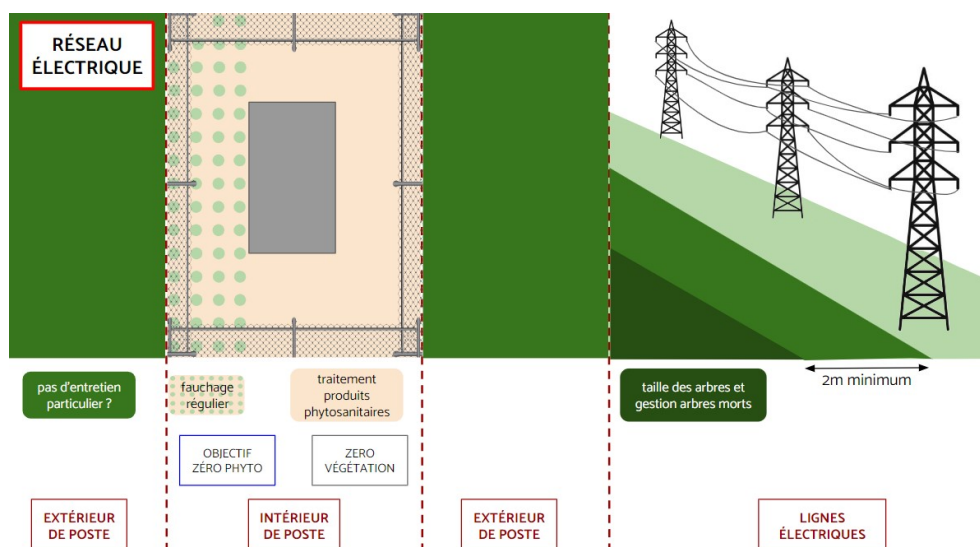 RÉSEAU
ÉLECTRIQUE
2m minimum
pas d'entretien
particulier ?
fauchage
régulier
traitement
produits
phytosanitaires
taille des arbres et
gestion arbres morts
OBJECTIF
ZÉRO PHYTO
ZERO
VÉGÉTATION
EXTÉRIEUR
DE POSTE
INTÉRIEUR
DE POSTE
EXTÉRIEUR
DE POSTE
LIGNES
ÉLECTRIQUES